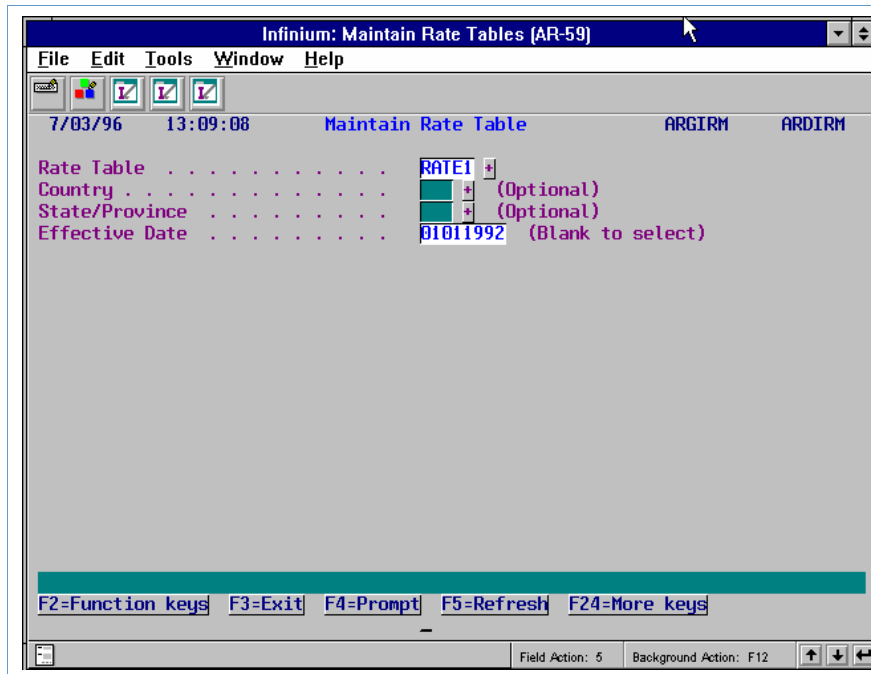 Infinium: Maintain Rate Tables (AR-59)
File Edit Tools Window Help
7/03/96 13:09:08 Maintain Rate Table ARGIRM ARDIRM
Rate Table . . . . . . . . . . . RATE1 +
Country . . . . . . . . . . . . . + (Optional)
State/Province . . . . . . . . . + (Optional)
Effective Date . . . . . . . . . 01011992 (Blank to select)
F2=Function keys F3=Exit F4=Prompt F5=Refresh F24=More keys
Field Action: 5 Background Action: F12